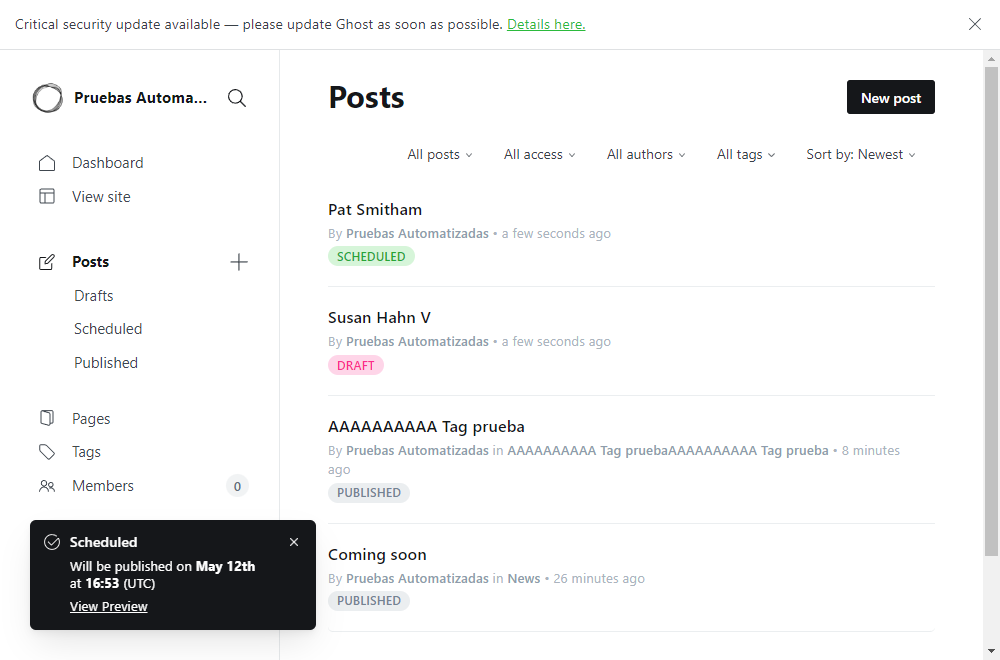 Critical security update available — please update Ghost as soon as possible. Details here.
Pruebas Automa...
Dashboard
View site
Posts
Drafts
Scheduled
Published
Pages
Tags
Members
0
Scheduled
Will be published on May 12th
at 16:53 (UTC)
View Preview
Posts
New post
All posts
All access
All authors
All tags
Sort by: Newest
Pat Smitham
By Pruebas Automatizadas • a few seconds ago
SCHEDULED
Susan Hahn V
By Pruebas Automatizadas • a few seconds ago
DRAFT
AAAAAAAAAA Tag prueba
By Pruebas Automatizadas in AAAAAAAAAA Tag pruebaAAAAAAAAAA Tag prueba • 8 minutes
ago
PUBLISHED
Coming soon
By Pruebas Automatizadas in News • 26 minutes ago
PUBLISHED